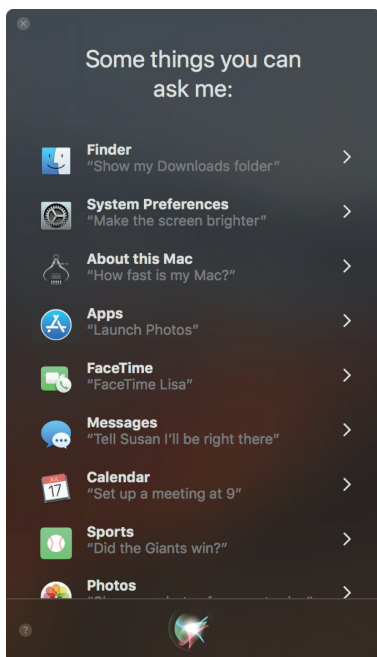 Some things you can
ask me:
Finder
“Show my Downloads folder”
System Preferences
“Make the screen brighter”
About this Mac
“How fast is my Mac?”
Apps
“Launch Photos”
FaceTime
“FaceTime Lisa”
Messages
“Tell Susan I’ll be right there”
JUL
17
Calendar
“Set up a meeting at 9”
Sports
“Did the Giants win?”
Photos
?